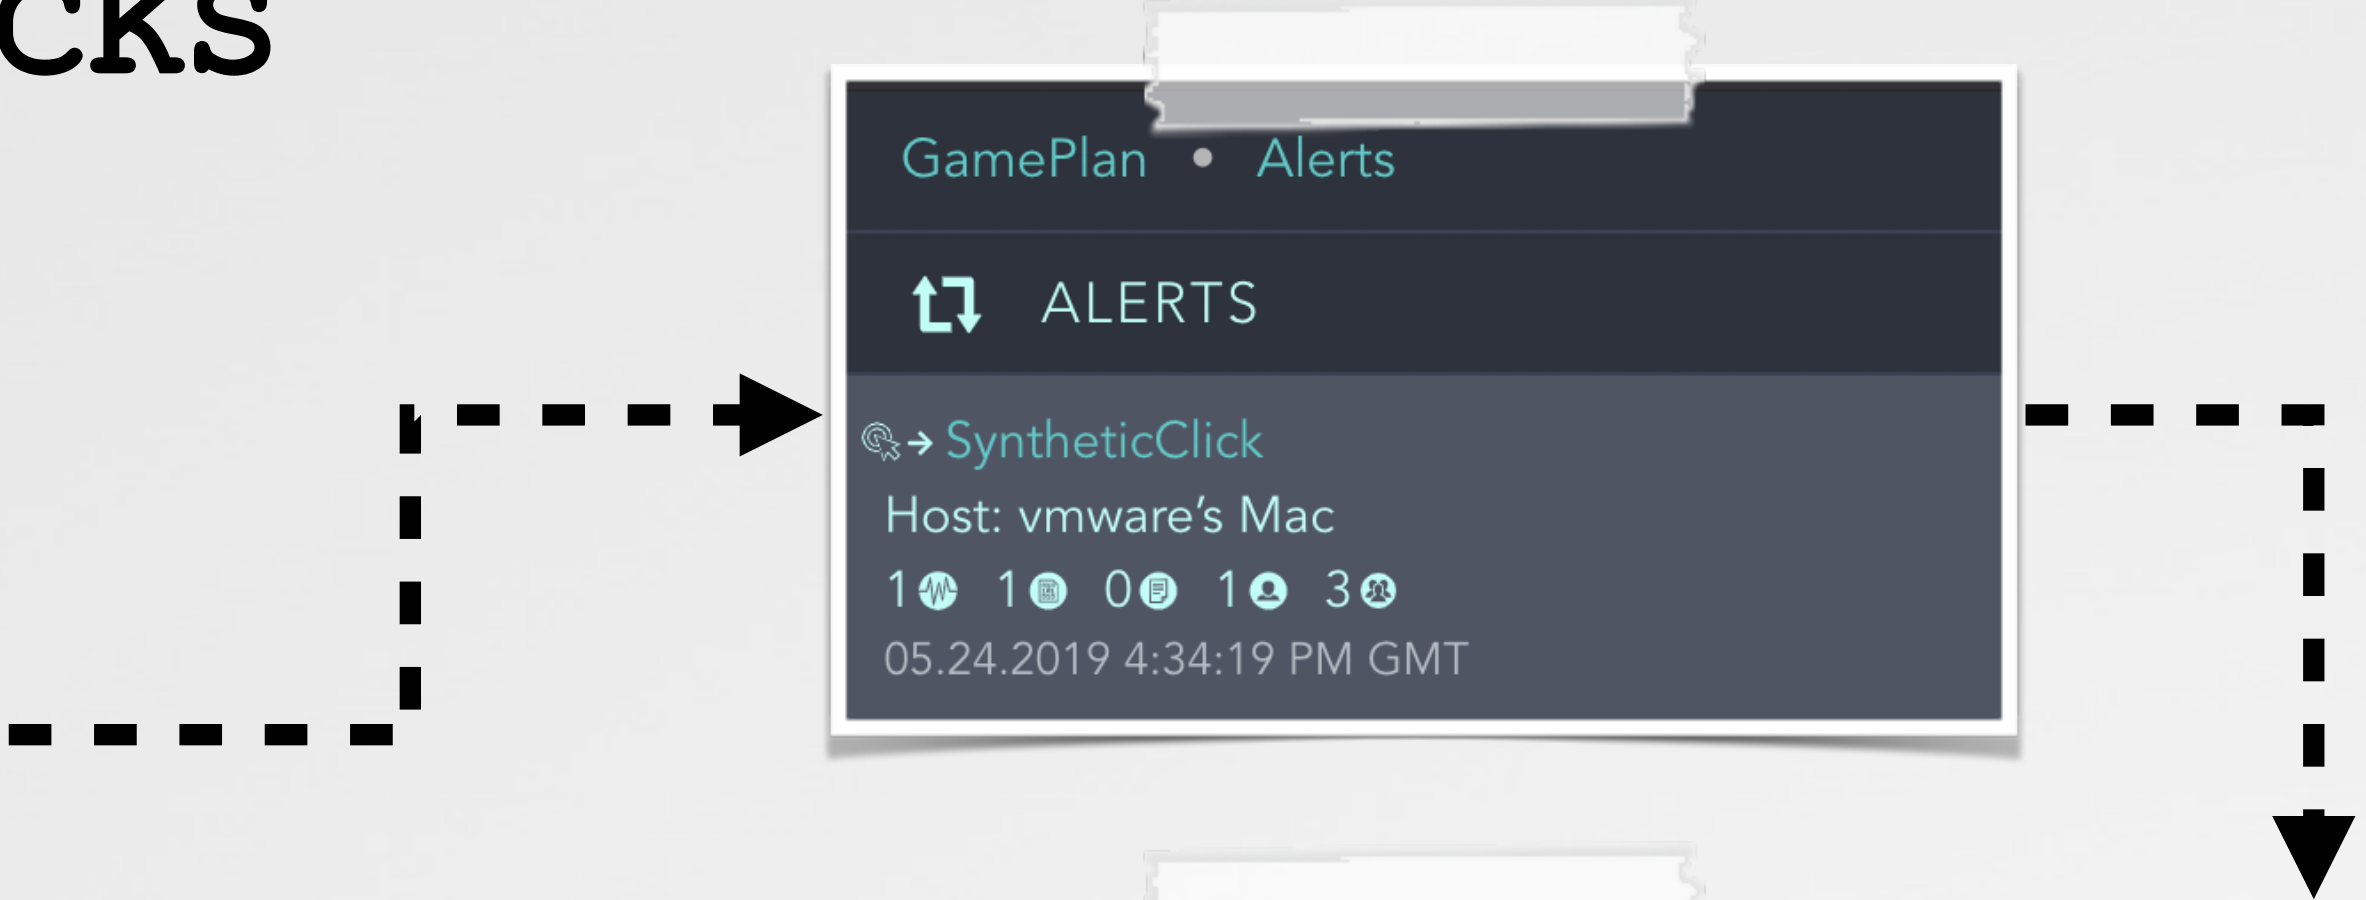 CKS
GamePlan • Alerts
ALERTS
SyntheticClick
Host: vmware’s Mac
1 1 0 1 3
05.24.2019 4:34:19 PM GMT